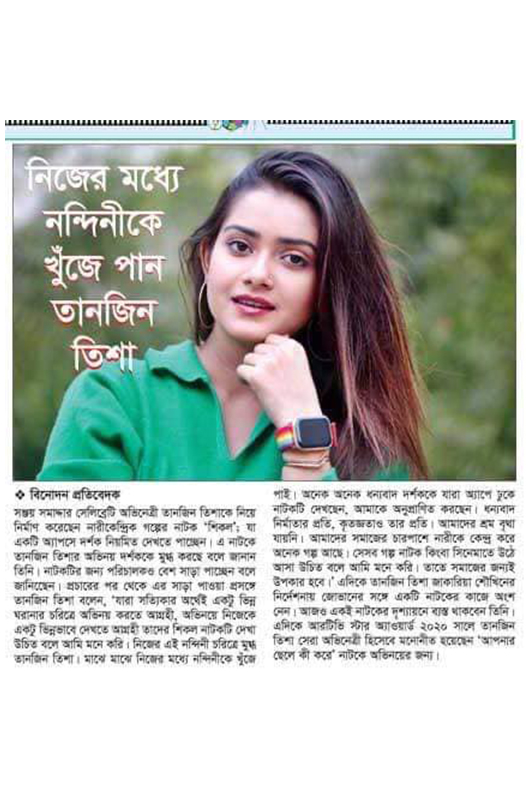 নিজের মধ্যে
নন্দিনীকে
খুঁজে পান
তানজিন
তিশা
❖ বিনোদন প্রতিবেদক
সঞ্জয় সমাদ্দার সেলিব্রেটি অভিনেত্রী তানজিন তিশাকে নিয়ে
নির্মাণ করেছেন নারীকেন্দ্রিক গল্পের নাটক ‘শিকল’; যা
একটি অ্যাপসে দর্শক নিয়মিত দেখতে পাচ্ছেন। এ নাটকে
তানজিন তিশার অভিনয় দর্শককে মুগ্ধ করছে বলে জানান
তিনি। নাটকটির জন্য পরিচালকও বেশ সাড়া পাচ্ছেন বলে
জানিয়েছেন। প্রচারের পর থেকে এর সাড়া পাওয়া প্রসঙ্গে
তানজিন তিশা বলেন, ‘যারা সত্যিকার অর্থেই একটু ভিন্ন
ঘরানার চরিত্রে অভিনয় করতে আগ্রহী, অভিনয়ে নিজেকে
একটু ভিন্নভাবে দেখতে আগ্রহী তাদের শিকল নাটকটি দেখা
উচিত বলে আমি মনে করি। নিজের এই নন্দিনী চরিত্রে মুগ্ধ
তানজিন তিশা। মাঝে মাঝে নিজের মধ্যে নন্দিনীকে খুঁজে
পাই। অনেক অনেক ধন্যবাদ দর্শককে যারা অ্যাপে ঢুকে
নাটকটি দেখছেন, আমাকে অনুপ্রাণিত করছেন। ধন্যবাদ
নির্মাতার প্রতি, কৃতজ্ঞতাও তার প্রতি। আমাদের শ্রম বৃথা
যায়নি। আমাদের সমাজের চারপাশে নারীকে কেন্দ্র করে
অনেক গল্প আছে। সেসব গল্প নাটক কিংবা সিনেমাতে উঠে
আসা উচিত বলে আমি মনে করি। তাতে সমাজের জন্যই
উপকার হবে।’ এদিকে তানজিন তিশা জাকারিয়া শৌখিনের
নির্দেশনায় জোভানের সঙ্গে একটি নাটকের কাজে অংশ
নেন। আজও একই নাটকের দৃশ্যায়নে ব্যস্ত থাকবেন তিনি।
এদিকে আরটিভি স্টার অ্যাওয়ার্ড ২০২০ সালে তানজিন
তিশা সেরা অভিনেত্রী হিসেবে মনোনীত হয়েছেন ‘আপনার
ছেলে কী করে’ নাটকে অভিনয়ের জন্য।